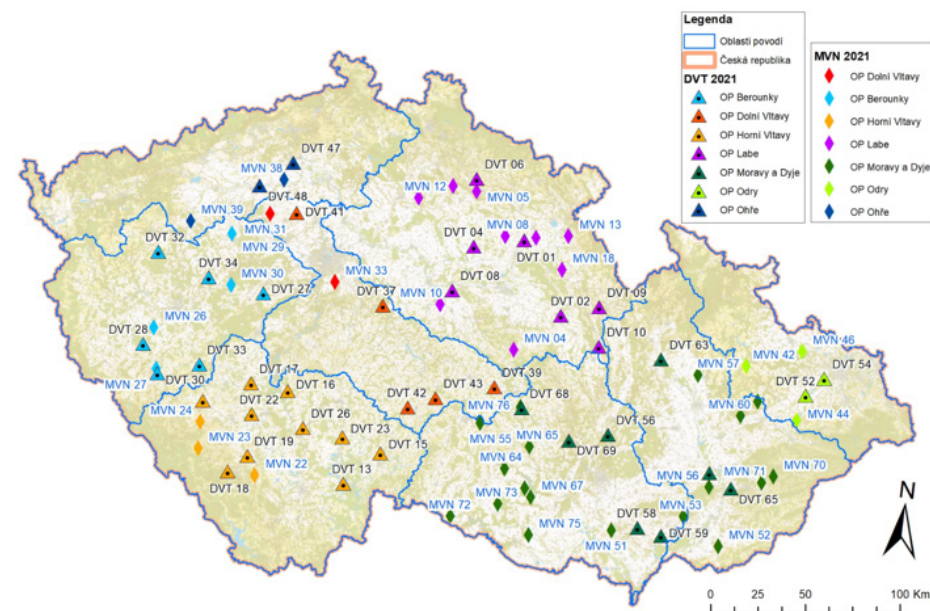 Legenda
Oblasti povodí
Česká republika
DVT 2021
OP Berounky
OP Dolní Vltavy
OP Horní Vltavy
OP Labe
OP Moravy a Dyje
OP Odry
OP Ohře
MVN 2021
OP Dolní Vltavy
OP Berounky
OP Horní Vltavy
OP Labe
OP Moravy a Dyje
OP Odry
OP Ohře
DVT 47
MVN 38
DVT 06
MVN 12
MVN 05
DVT 48
DVT 41
MVN 39
MVN 31
MVN 08
MVN 13
DVT 04
DVT 01
DVT 32
MVN 29
MVN 18
DVT 34
MVN 30
MVN 33
DVT 08
DVT 27
MVN 10
DVT 37
DVT 02
DVT 09
MVN 26
DVT 28
DVT 10
DVT 63
MVN 04
MVN 46
MVN 57
MVN 42
DVT 33
DVT 54
MVN 27
DVT 30
DVT 17
DVT 16
DVT 39
DVT 43
DVT 42
DVT 52
MVN 24
DVT 22
DVT 26
MVN 76
DVT 68
MVN 60
MVN 44
MVN 23
DVT 23
DVT 56
MVN 55
MVN 65
DVT 69
DVT 19
DVT 15
MVN 22
DVT 13
MVN 64
MVN 56
MVN 71
MVN 70
DVT 18
MVN 73
MVN 67
DVT 65
MVN 72
DVT 58
MVN 53
MVN 75
MVN 51
DVT 59
MVN 52
N
0 25 50 100 Km